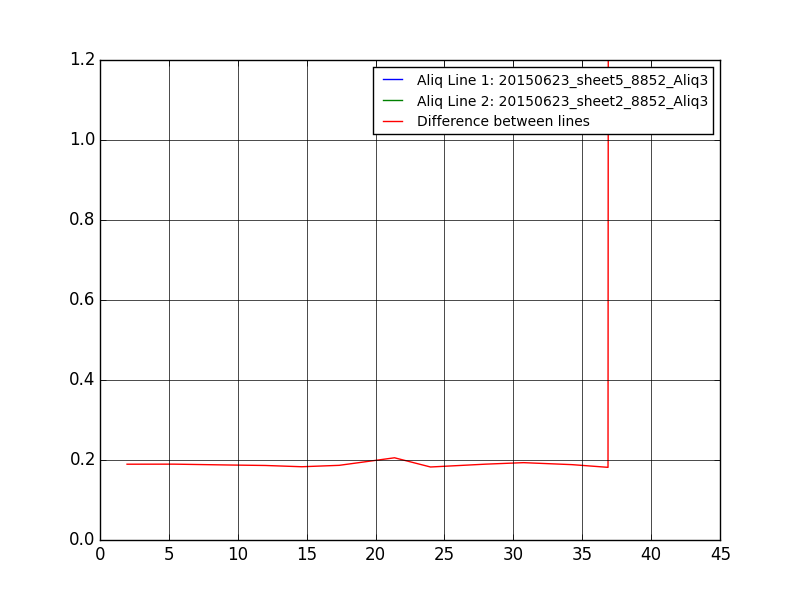 1.2
1.0
0.8
0.6
0.4
0.2
0.0
0 5 10 15 20 25 30 35 40 45
Aliq Line 1: 20150623_sheet5_8852_Aliq3
Aliq Line 2: 20150623_sheet2_8852_Aliq3
Difference between lines